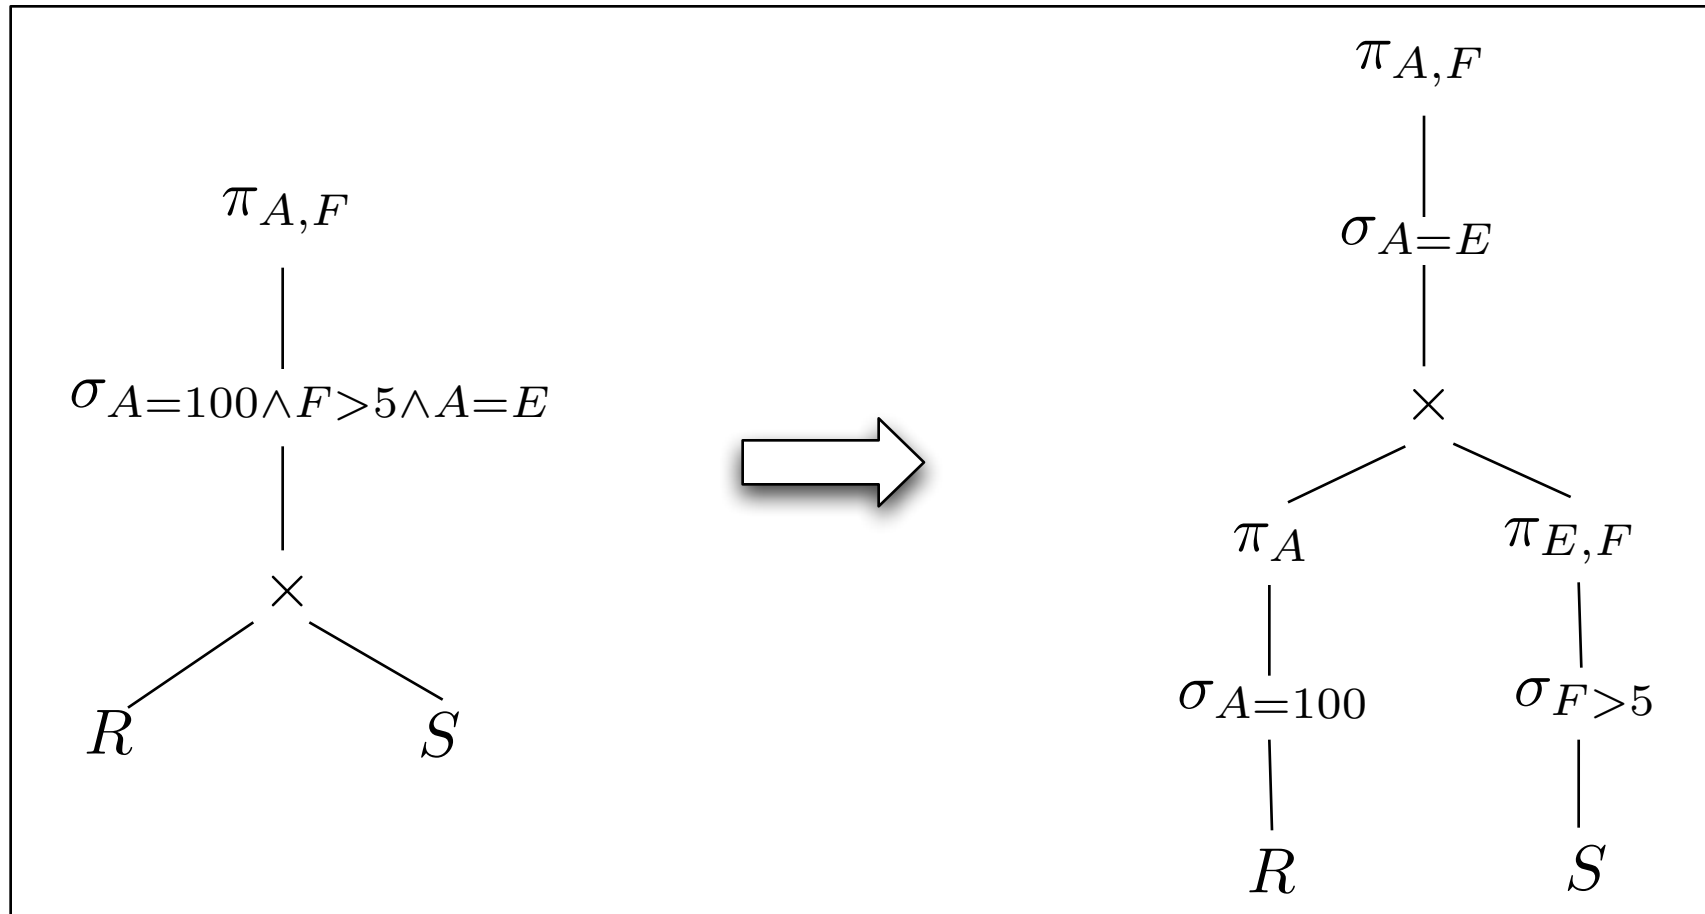 π_{A,F}
σ_{A=100∧F>5∧A=E}
×
R S
π_{A,F}
σ_{A=E}
×
π_A π_{E,F}
σ_{A=100} σ_{F>5}
R S